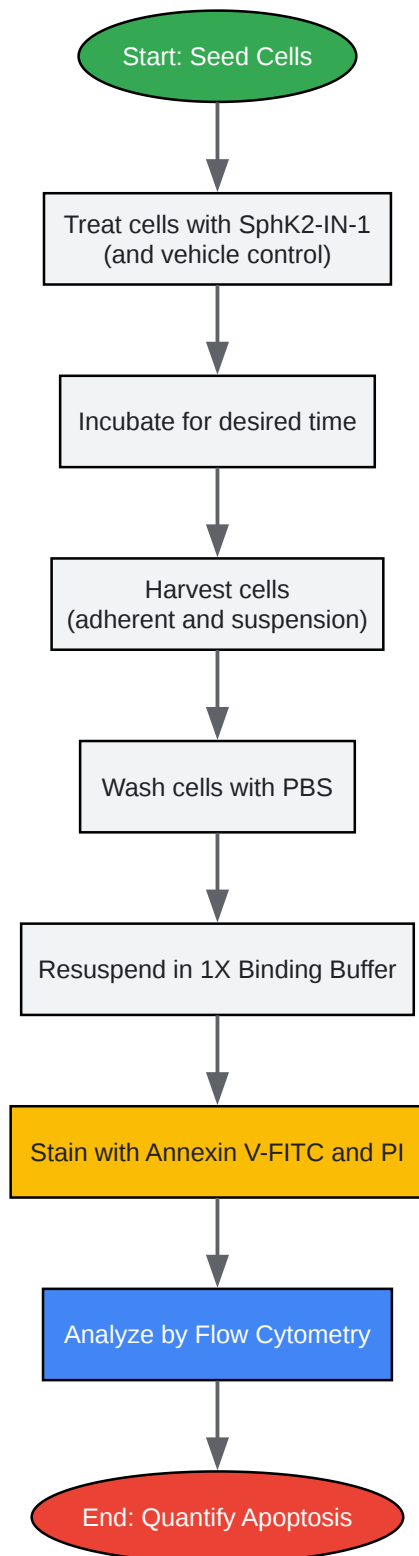 Start: Seed Cells
Treat cells with SphK2-IN-1
(and vehicle control)
Incubate for desired time
Harvest cells
(adherent and suspension)
Wash cells with PBS
Resuspend in 1X Binding Buffer
Stain with Annexin V-FITC and PI
Analyze by Flow Cytometry
End: Quantify Apoptosis